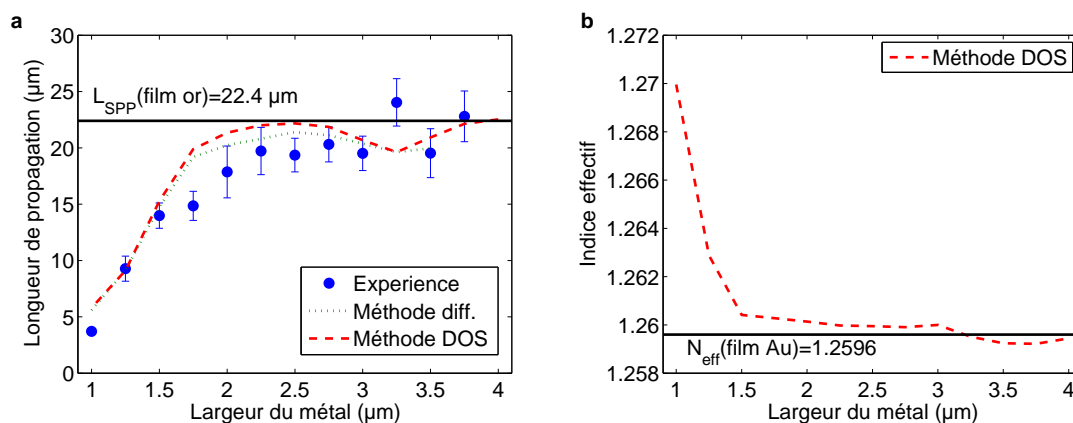 a
30
25
20
15
10
5
0
Longueur de propagation (µm)
L_SPP(film or)=22.4 µm
Experience
Méthode diff.
Méthode DOS
1 1.5 2 2.5 3 3.5 4
Largeur du métal (µm)
b
1.272
1.27
1.268
1.266
1.264
1.262
1.26
1.258
Indice effectif
Méthode DOS
N_eff(film Au)=1.2596
1 1.5 2 2.5 3 3.5 4
Largeur du métal (µm)